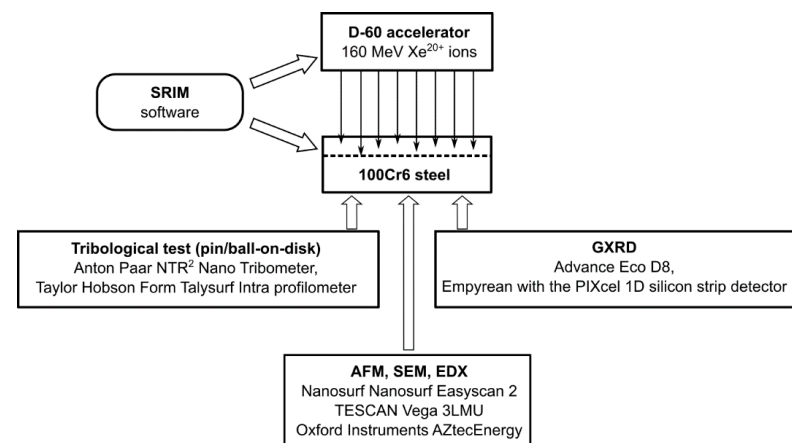 D-60 accelerator
160 MeV Xe²⁰⁺ ions
SRIM
software
100Cr6 steel
Tribological test (pin/ball-on-disk)
Anton Paar NTR² Nano Tribometer,
Taylor Hobson Form Talysurf Intra profilometer
GXRD
Advance Eco D8,
Empyrean with the PIXcel 1D silicon strip detector
AFM, SEM, EDX
Nanosurf Nanosurf Easyscan 2
TESCAN Vega 3LMU
Oxford Instruments AZtecEnergy